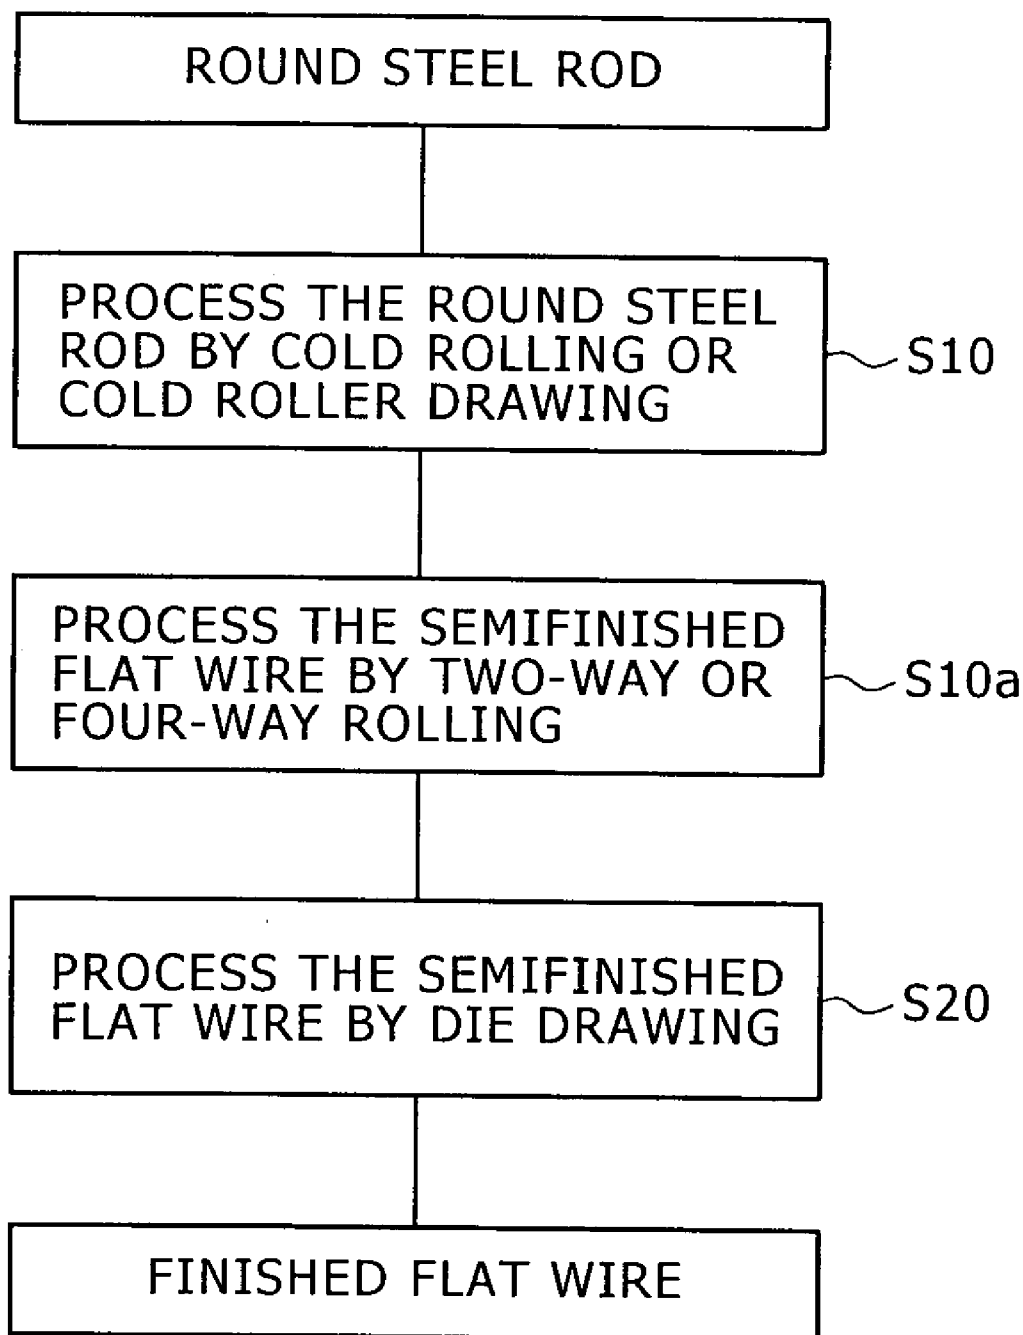 ROUND STEEL ROD
PROCESS THE ROUND STEEL
ROD BY COLD ROLLING OR
COLD ROLLER DRAWING
S10
PROCESS THE SEMIFINISHED
FLAT WIRE BY TWO-WAY OR
FOUR-WAY ROLLING
S10a
PROCESS THE SEMIFINISHED
FLAT WIRE BY DIE DRAWING
S20
FINISHED FLAT WIRE